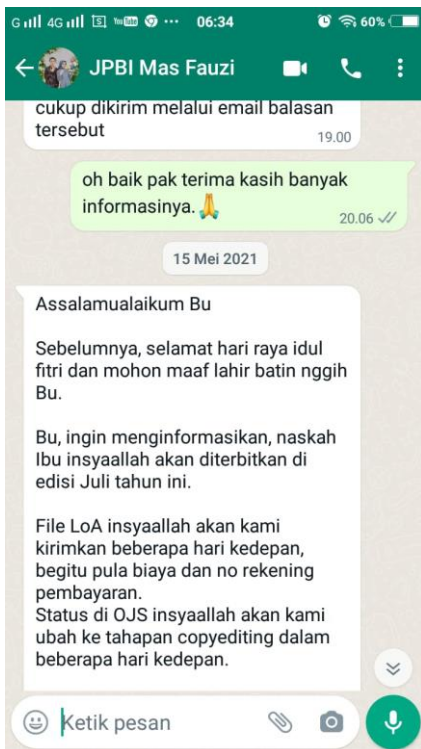 G 4G 06:34 60%
JPBI Mas Fauzi
cukup dikirim melalui email balasan
tersebut
19.00
oh baik pak terima kasih banyak
informasinya.🙏
20.06
15 Mei 2021
Assalamualaikum Bu
Sebelumnya, selamat hari raya idul
fitri dan mohon maaf lahir batin nggih
Bu.
Bu, ingin menginformasikan, naskah
Ibu insyaallah akan diterbitkan di
edisi Juli tahun ini.
File LoA insyaallah akan kami
kirimkan beberapa hari kedepan,
begitu pula biaya dan no rekening
pembayaran.
Status di OJS insyaallah akan kami
ubah ke tahapan copyediting dalam
beberapa hari kedepan.
Ketik pesan